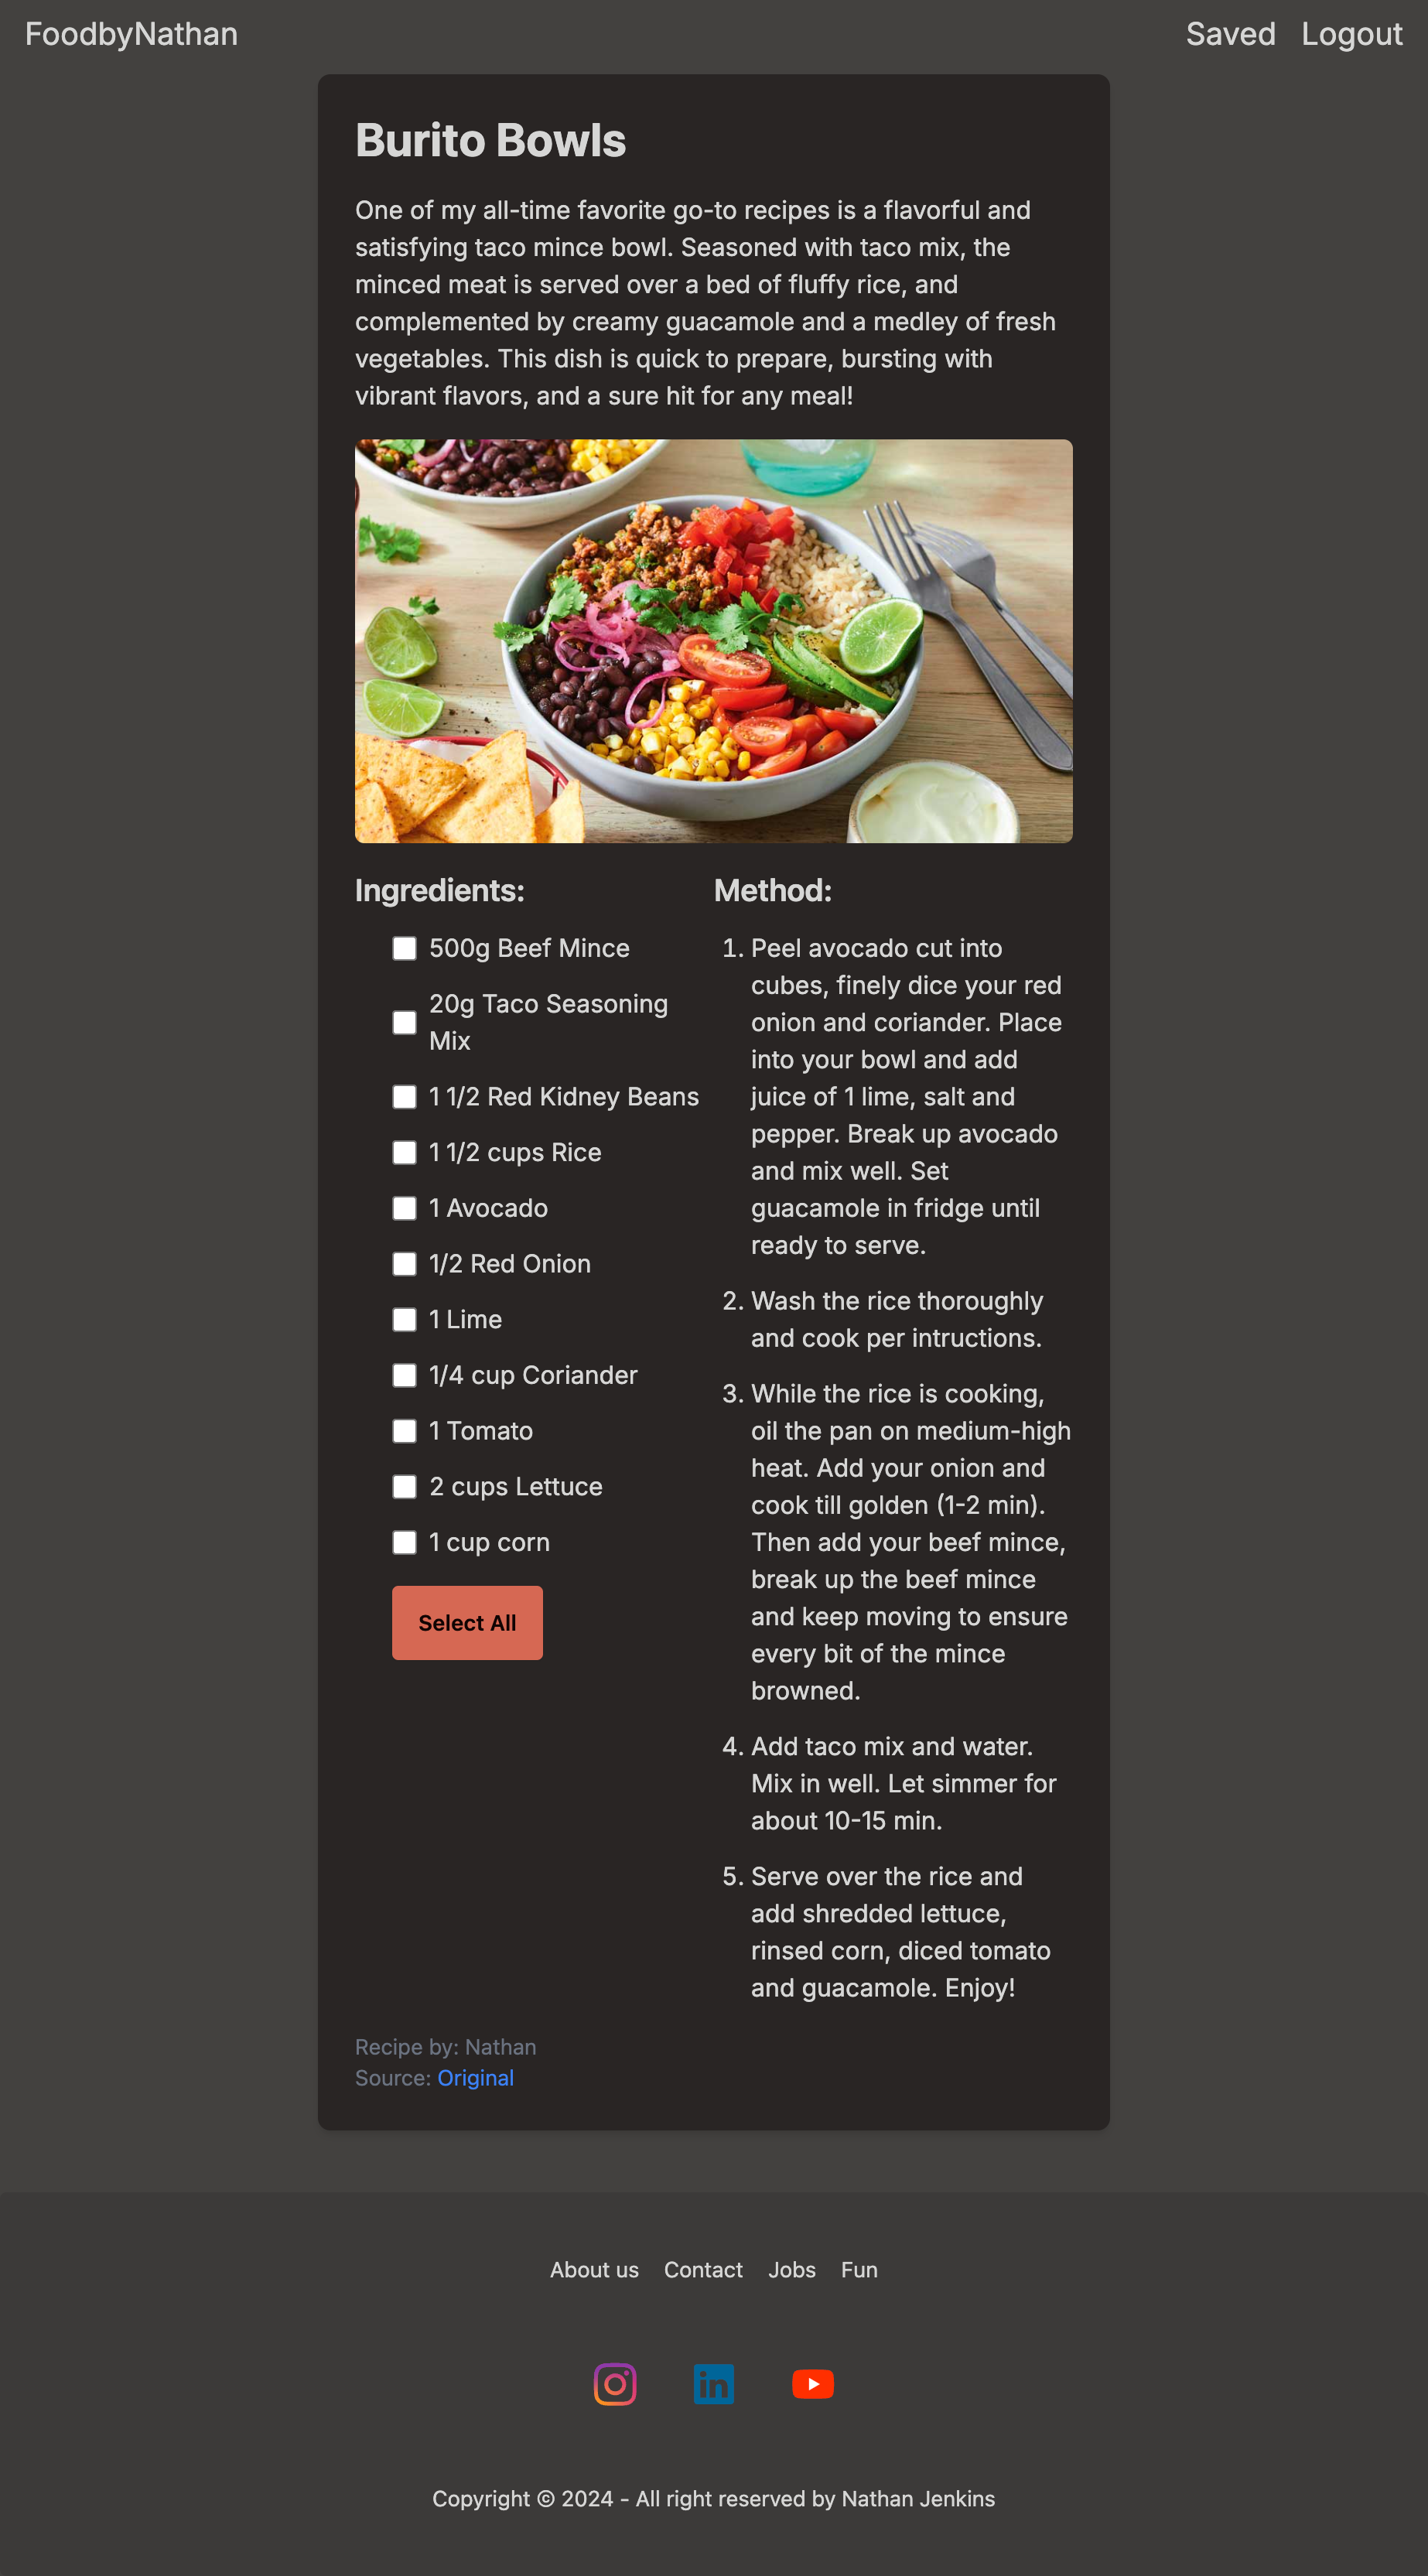 FoodbyNathan
Saved Logout
Burito Bowls
One of my all-time favorite go-to recipes is a flavorful and
satisfying taco mince bowl. Seasoned with taco mix, the
minced meat is served over a bed of fluffy rice, and
complemented by creamy guacamole and a medley of fresh
vegetables. This dish is quick to prepare, bursting with
vibrant flavors, and a sure hit for any meal!
Ingredients:
500g Beef Mince
20g Taco Seasoning
Mix
1 1/2 Red Kidney Beans
1 1/2 cups Rice
1 Avocado
1/2 Red Onion
1 Lime
1/4 cup Coriander
1 Tomato
2 cups Lettuce
1 cup corn
Select All
Method:
1. Peel avocado cut into
cubes, finely dice your red
onion and coriander. Place
into your bowl and add
juice of 1 lime, salt and
pepper. Break up avocado
and mix well. Set
guacamole in fridge until
ready to serve.
2. Wash the rice thoroughly
and cook per intructions.
3. While the rice is cooking,
oil the pan on medium-high
heat. Add your onion and
cook till golden (1-2 min).
Then add your beef mince,
break up the beef mince
and keep moving to ensure
every bit of the mince
browned.
4. Add taco mix and water.
Mix in well. Let simmer for
about 10-15 min.
5. Serve over the rice and
add shredded lettuce,
rinsed corn, diced tomato
and guacamole. Enjoy!
Recipe by: Nathan
Source: Original
About us Contact Jobs Fun
in
Copyright © 2024 - All right reserved by Nathan Jenkins